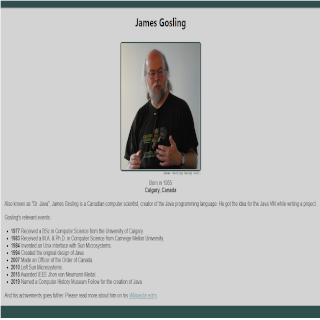 James Gosling
Born in 1955
Calgary, Canada
Also known as "Dr. Java", James Gosling is a Canadian computer scientist, creator of the Java programming language. He got the idea for the Java VM while writing a project
Gosling's relevant events:
1977 Received a BSc in Computer Science from the University of Calgary
1983 Received a M.A. & Ph.D. in Computer Science from Carnegie Mellon University
1984 Invented an Unix interface with Sun Microsystems.
1994 Created the original design of Java
2007 Made an Officer of the Order of Canada
2010 Left Sun Microsystems
2015 Awarded IEEE John von Neumann Medal
2019 Named a Computer History Museum Fellow for the creation of Java
And his achivements goes futher. Please read more about him on his Wikipedia entry.